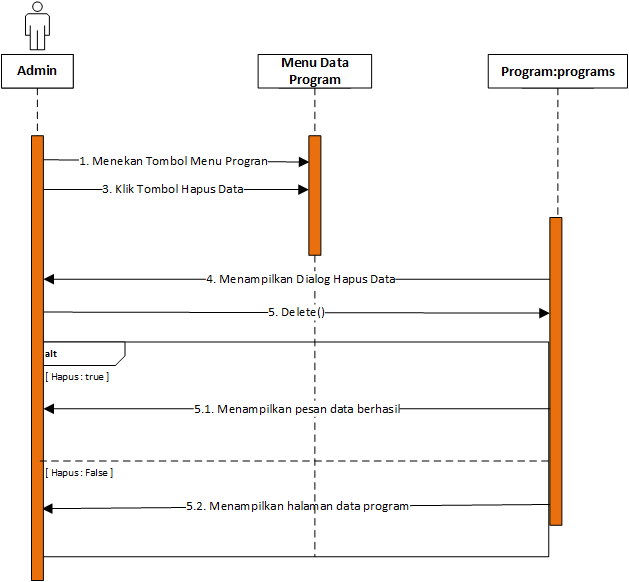 Admin
Menu Data
Program
Program:programs
1. Menekan Tombol Menu Progran
3. Klik Tombol Hapus Data
4. Menampilkan Dialog Hapus Data
5. Delete()
alt
[ Hapus : true ]
5.1. Menampilkan pesan data berhasil
[ Hapus : False ]
5.2. Menampilkan halaman data program